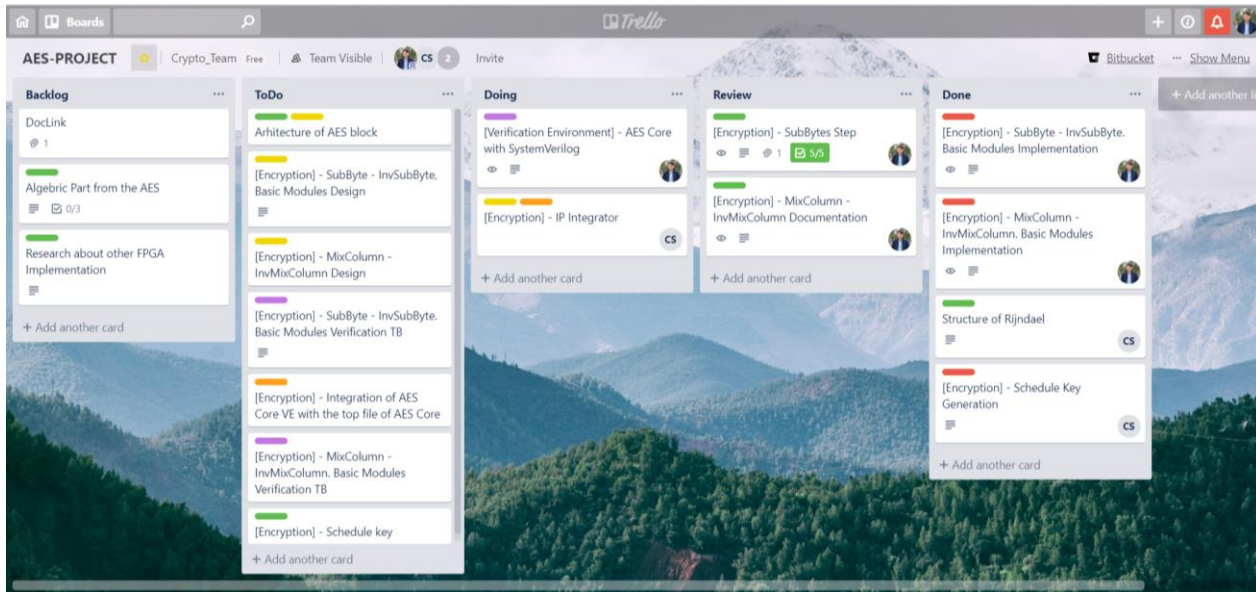 Boards
Trello
AES-PROJECT
Crypto_Team Free
Team Visible
CS
2
Invite
Bitbucket
... Show Menu
Backlog ...
DocLink
1
Algebric Part from the AES
0/3
Research about other FPGA
Implementation
+ Add another card
ToDo ...
Arhitecture of AES block
[Encryption] - SubByte - InvSubByte.
Basic Modules Design
[Encryption] - MixColumn -
InvMixColumn Design
[Encryption] - SubByte - InvSubByte.
Basic Modules Verification TB
[Encryption] - Integration of AES
Core VE with the top file of AES Core
[Encryption] - MixColumn -
InvMixColumn. Basic Modules
Verification TB
[Encryption] - Schedule key
+ Add another card
Doing ...
[Verification Environment] - AES Core
with SystemVerilog
[Encryption] - IP Integrator
CS
+ Add another card
Review ...
[Encryption] - SubBytes Step
1 5/5
[Encryption] - MixColumn -
InvMixColumn Documentation
+ Add another card
Done ...
[Encryption] - SubByte - InvSubByte.
Basic Modules Implementation
[Encryption] - MixColumn -
InvMixColumn. Basic Modules
Implementation
Structure of Rijndael
CS
[Encryption] - Schedule Key
Generation
CS
+ Add another card
+ Add another li